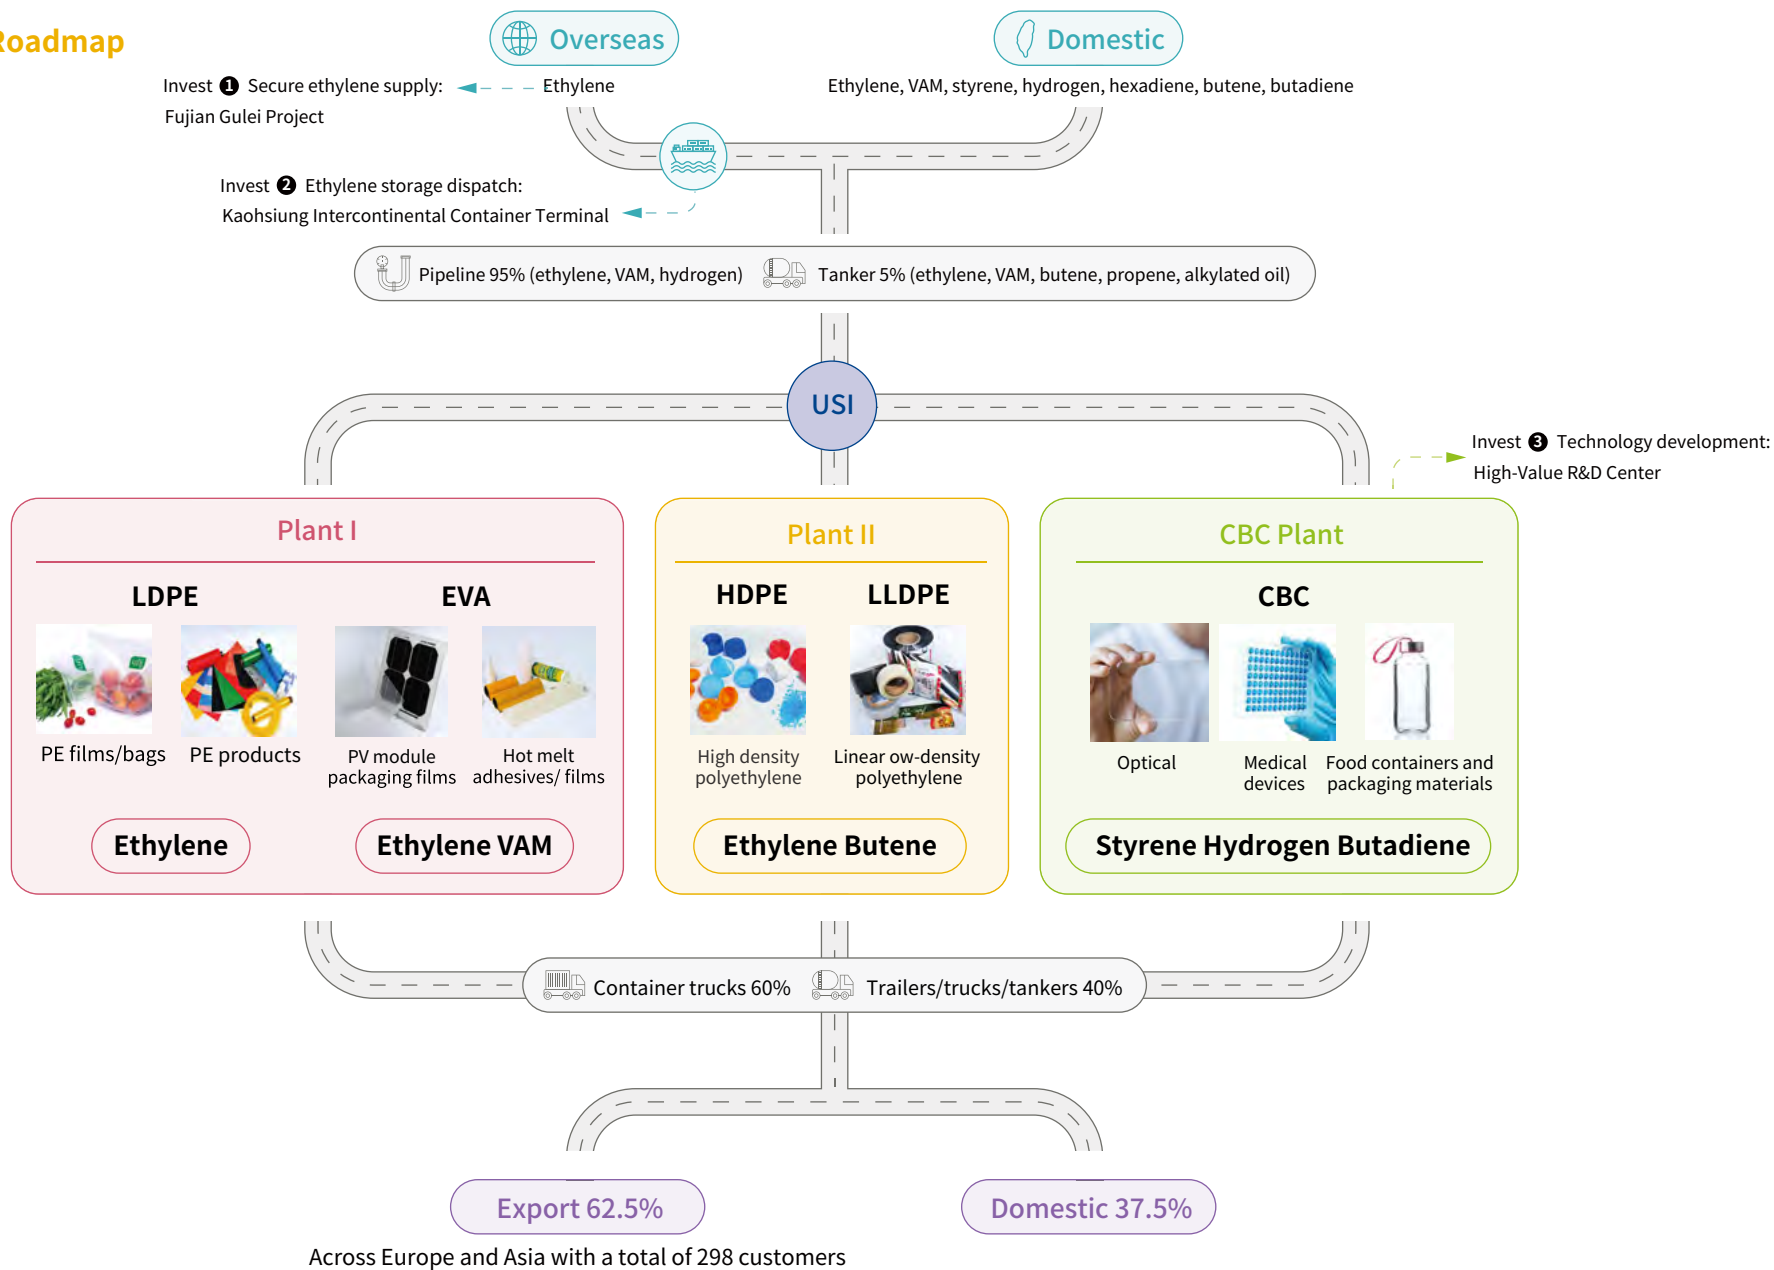 Roadmap
Overseas
Domestic
Invest 1 Secure ethylene supply:
Fujian Gulei Project
Ethylene
Ethylene, VAM, styrene, hydrogen, hexadiene, butene, butadiene
Invest 2 Ethylene storage dispatch:
Kaohsiung Intercontinental Container Terminal
Pipeline 95% (ethylene, VAM, hydrogen)
Tanker 5% (ethylene, VAM, butene, propene, alkylated oil)
USI
Invest 3 Technology development:
High-Value R&D Center
Plant I
LDPE
EVA
PE films/bags
PE products
PV module
packaging films
Hot melt
adhesives/ films
Ethylene
Ethylene VAM
Plant II
HDPE
LLDPE
High density
polyethylene
Linear ow-density
polyethylene
Ethylene Butene
CBC Plant
CBC
Optical
Medical
devices
Food containers and
packaging materials
Styrene Hydrogen Butadiene
Container trucks 60%
Trailers/trucks/tankers 40%
Export 62.5%
Domestic 37.5%
Across Europe and Asia with a total of 298 customers